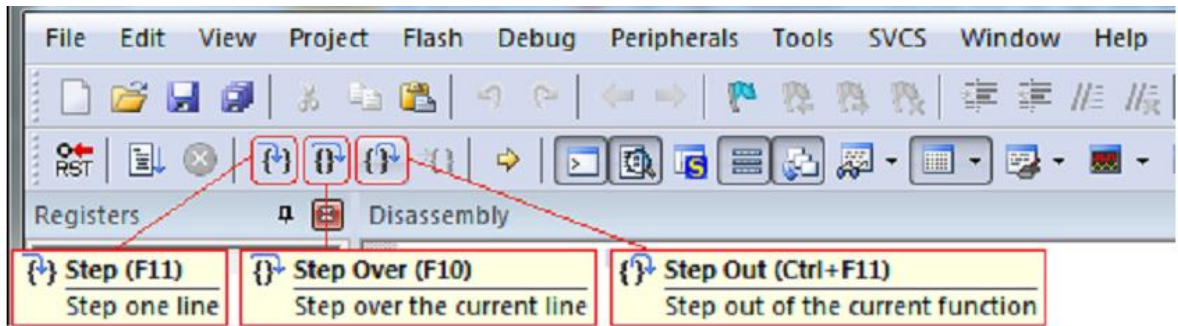 File Edit View Project Flash Debug Peripherals Tools SVCS Window Help
RST
Registers Disassembly
{} Step (F11) {} Step Over (F10) {} Step Out (Ctrl+F11)
Step one line Step over the current line Step out of the current function